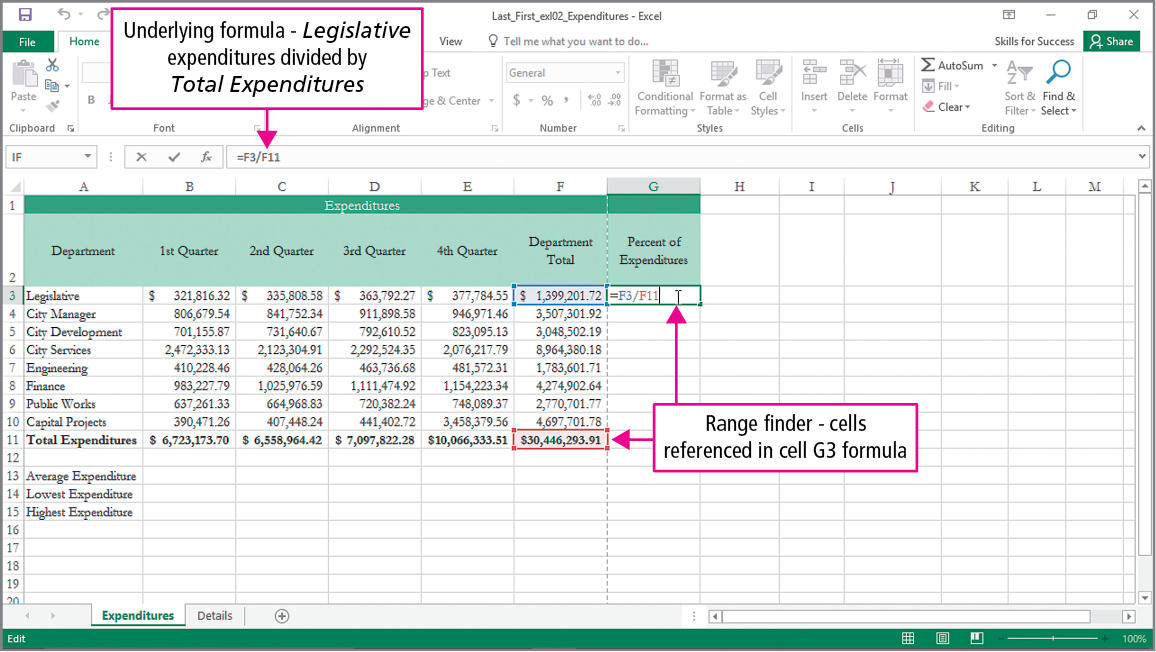 Last_First_exl02_Expenditures - Excel
File Home View Tell me what you want to do... Skills for Success Share
Underlying formula - Legislative
expenditures divided by
Total Expenditures
Paste
B
Clipboard Font Alignment Number Styles Cells Editing
p Text
ge & Center
General
$ % ,
Conditional Format as Cell
Formatting Table Styles
Insert Delete Format
AutoSum
Fill
Clear
Sort & Find &
Filter Select
IF fx =F3/F11
A B C D E F G H I J K L M
1 Expenditures
2 Department 1st Quarter 2nd Quarter 3rd Quarter 4th Quarter Department Total Percent of Expenditures
3 Legislative $ 321,816.32 $ 335,808.58 $ 363,792.27 $ 377,784.55 $ 1,399,201.72 =F3/F11
4 City Manager 806,679.54 841,752.34 911,898.58 946,971.46 3,507,301.92
5 City Development 701,155.87 731,640.67 792,610.52 823,095.13 3,048,502.19
6 City Services 2,472,333.13 2,123,304.91 2,292,524.35 2,076,217.79 8,964,380.18
7 Engineering 410,228.46 428,064.26 463,736.68 481,572.31 1,783,601.71
8 Finance 983,227.79 1,025,976.59 1,111,474.92 1,154,223.34 4,274,902.64
9 Public Works 637,261.33 664,968.83 720,382.24 748,089.37 2,770,701.77
10 Capital Projects 390,471.26 407,448.24 441,402.72 3,458,379.56 4,697,701.78
11 Total Expenditures $ 6,723,173.70 $ 6,558,964.42 $ 7,097,822.28 $10,066,333.51 $30,446,293.91
12
13 Average Expenditure
14 Lowest Expenditure
15 Highest Expenditure
16
17
18
19
20
Range finder - cells
referenced in cell G3 formula
Expenditures Details
Edit 100%